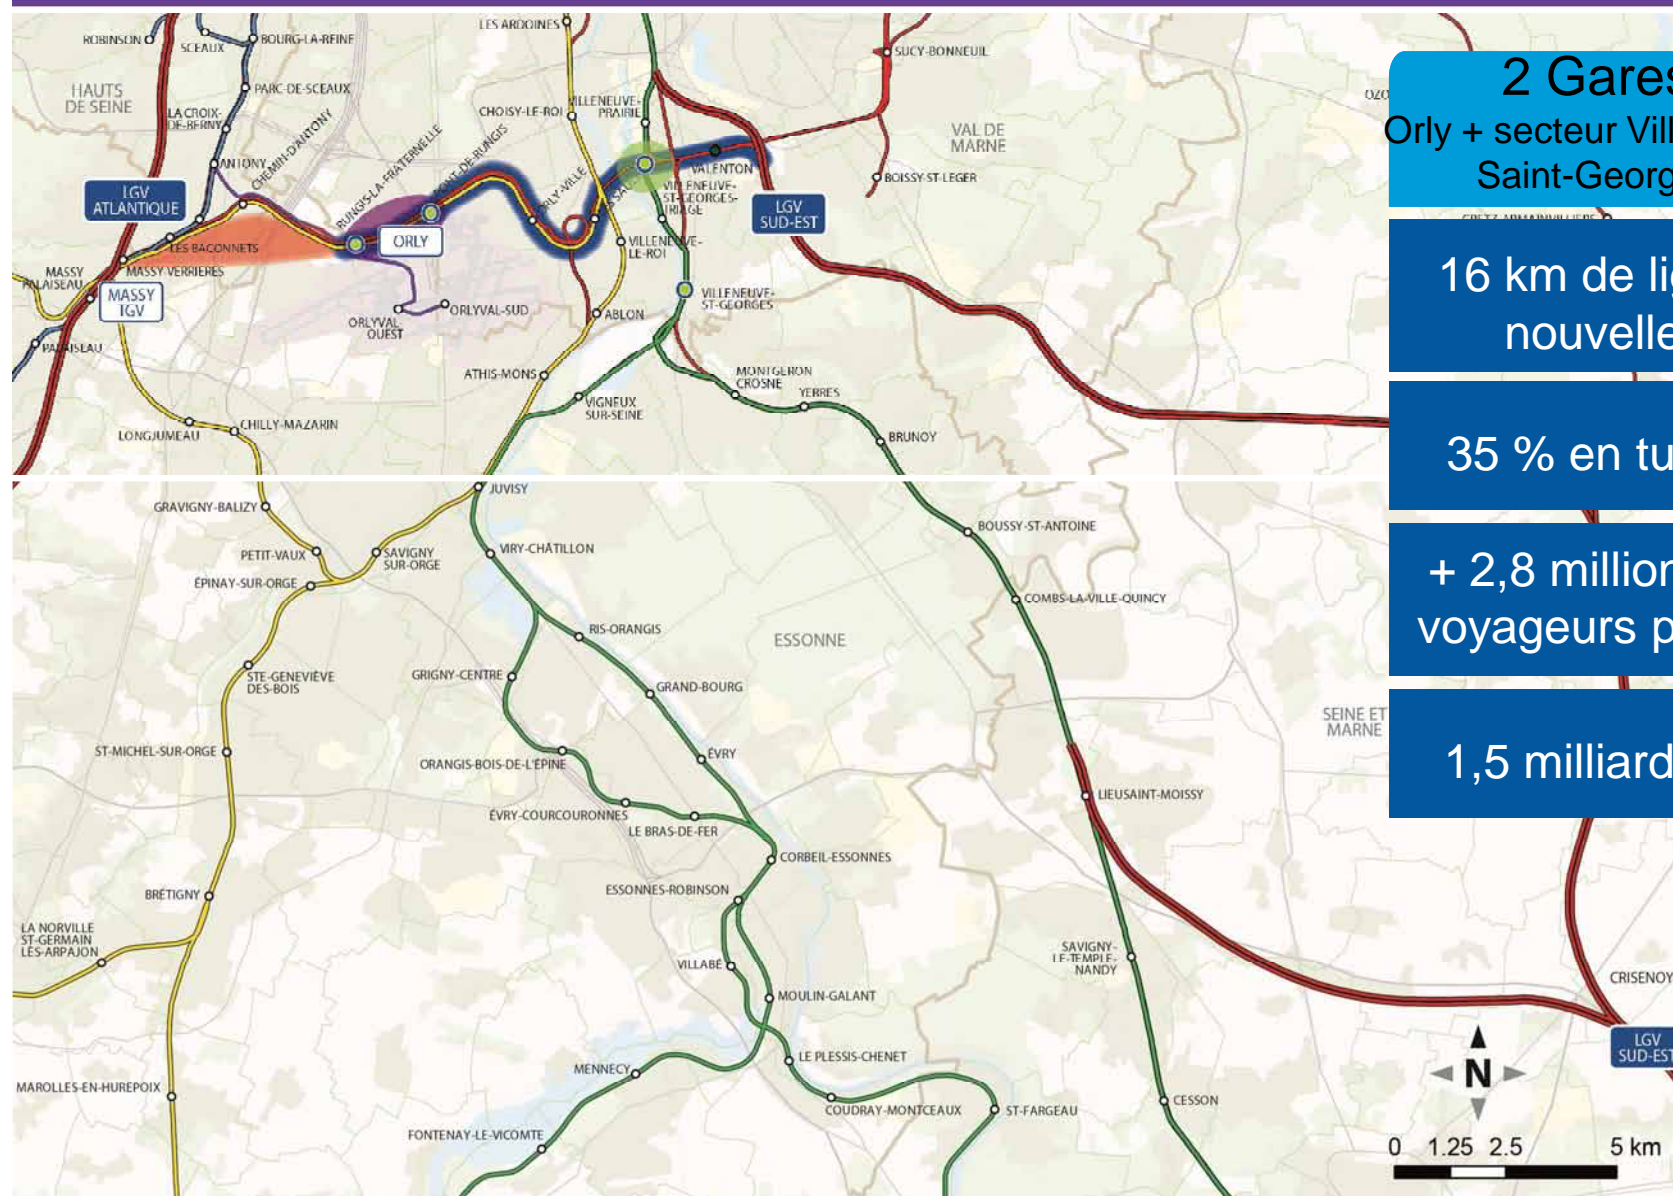 LES ARDOINES
ROBINSON
SCEAUX
BOURG-LA-REINE
SUCY-BONNEUIL
2 Gares
Orly + secteur Vill
Saint-Georg
HAUTS
DE SEINE
PARC-DE-SCEAUX
OZO
LA CROIX-
DE-BERNY
CHOISY-LE-ROI
VILLENEUVE-
PRAIRIE
VAL DE
MARNE
ANTONY
CHEMIN-D'ANTONY
RUNGIS-LA-FRATERNELLE
PONT-DE-RUNGIS
ORLY-VILLE
VALENTON
BOISSY-ST-LEGER
LGV
ATLANTIQUE
VILLENEUVE-
ST-GEORGES-
TRIAGE
LGV
SUD-EST
ORLY
LES BACONNETS
VILLENEUVE-
LE-ROI
MASSY
PALAISEAU
MASSY-VERRIÈRES
MASSY
TGV
16 km de lig
nouvelle
VILLENEUVE-
ST-GEORGES
ORLYVAL
OUEST
ORLYVAL-SUD
ABLON
PALAISEAU
ATHIS-MONS
MONTGERON
CROSNE
YERRES
VIGNEUX
SUR-SEINE
LONGJUMEAU
CHILLY-MAZARIN
BRUNOY
35 % en tu
JUVISY
GRAVIGNY-BALIZY
BOUSSY-ST-ANTOINE
PETIT-VAUX
SAVIGNY
SUR-ORGE
VIRY-CHÂTILLON
ÉPINAY-SUR-ORGE
COMBS-LA-VILLE-QUINCY
+ 2,8 million
voyageurs p
RIS-ORANGIS
ESSONNE
STE-GENEVIÈVE
DES-BOIS
GRIGNY-CENTRE
GRAND-BOURG
SEINE ET
MARNE
ST-MICHEL-SUR-ORGE
ORANGIS-BOIS-DE-L'ÉPINE
ÉVRY
1,5 milliard
LIEUSAINT-MOISSY
ÉVRY-COURCOURONNES
LE BRAS-DE-FER
CORBEIL-ESSONNES
BRÉTIGNY
ESSONNES-ROBINSON
LA NORVILLE
ST-GERMAIN
LÈS-ARPAJON
VILLABÉ
SAVIGNY-
LE-TEMPLE-
NANDY
CRISENOY
MOULIN-GALANT
LGV
SUD-EST
LE PLESSIS-CHENET
MENNECY
N
MAROLLES-EN-HUREPOIX
COUDRAY-MONTCEAUX
ST-FARGEAU
CESSON
FONTENAY-LE-VICOMTE
0 1.25 2.5 5 km